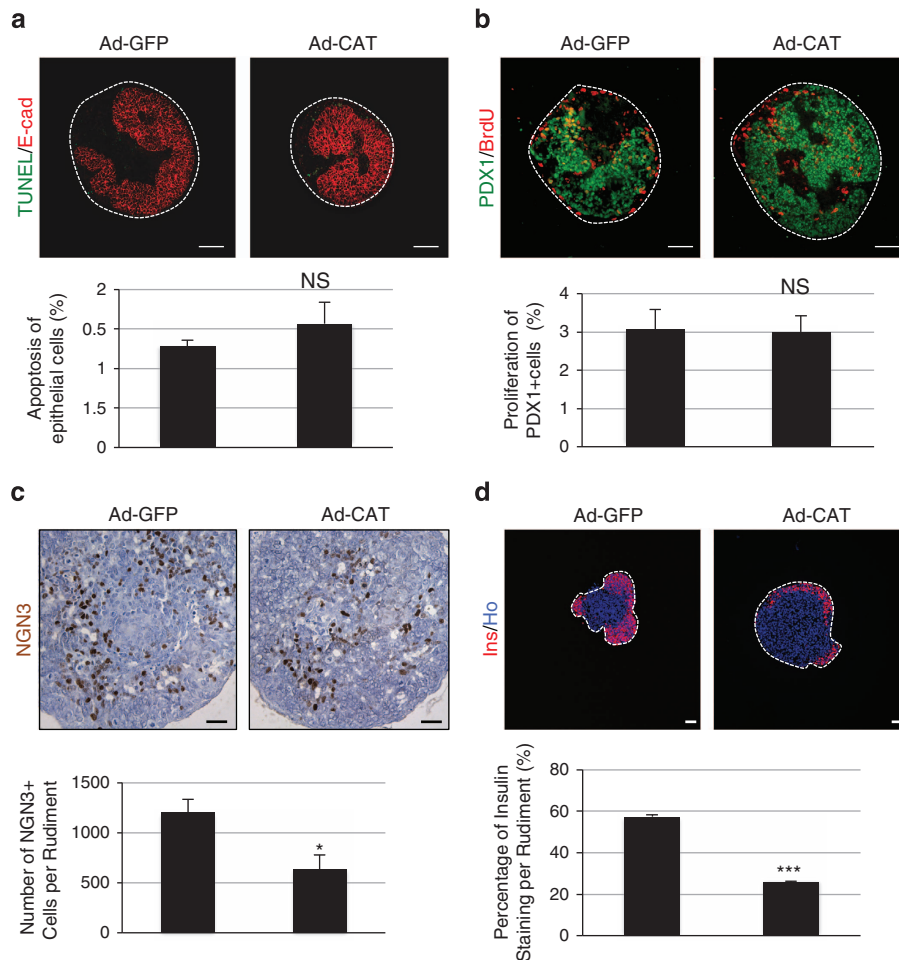 a
Ad-GFP
Ad-CAT
TUNEL/E-cad
Apoptosis of
epithelial cells (%)
2
0.5
1
1.5
0
NS
b
Ad-GFP
Ad-CAT
PDX1/BrdU
Proliferation of
PDX1+cells (%)
4
3
2
1
0
NS
c
Ad-GFP
Ad-CAT
NGN3
Number of NGN3+
Cells per Rudiment
1500
1000
500
0
*
d
Ad-GFP
Ad-CAT
Ins/Ho
Percentage of Insulin
Staining per Rudiment (%)
80
60
40
20
0
***